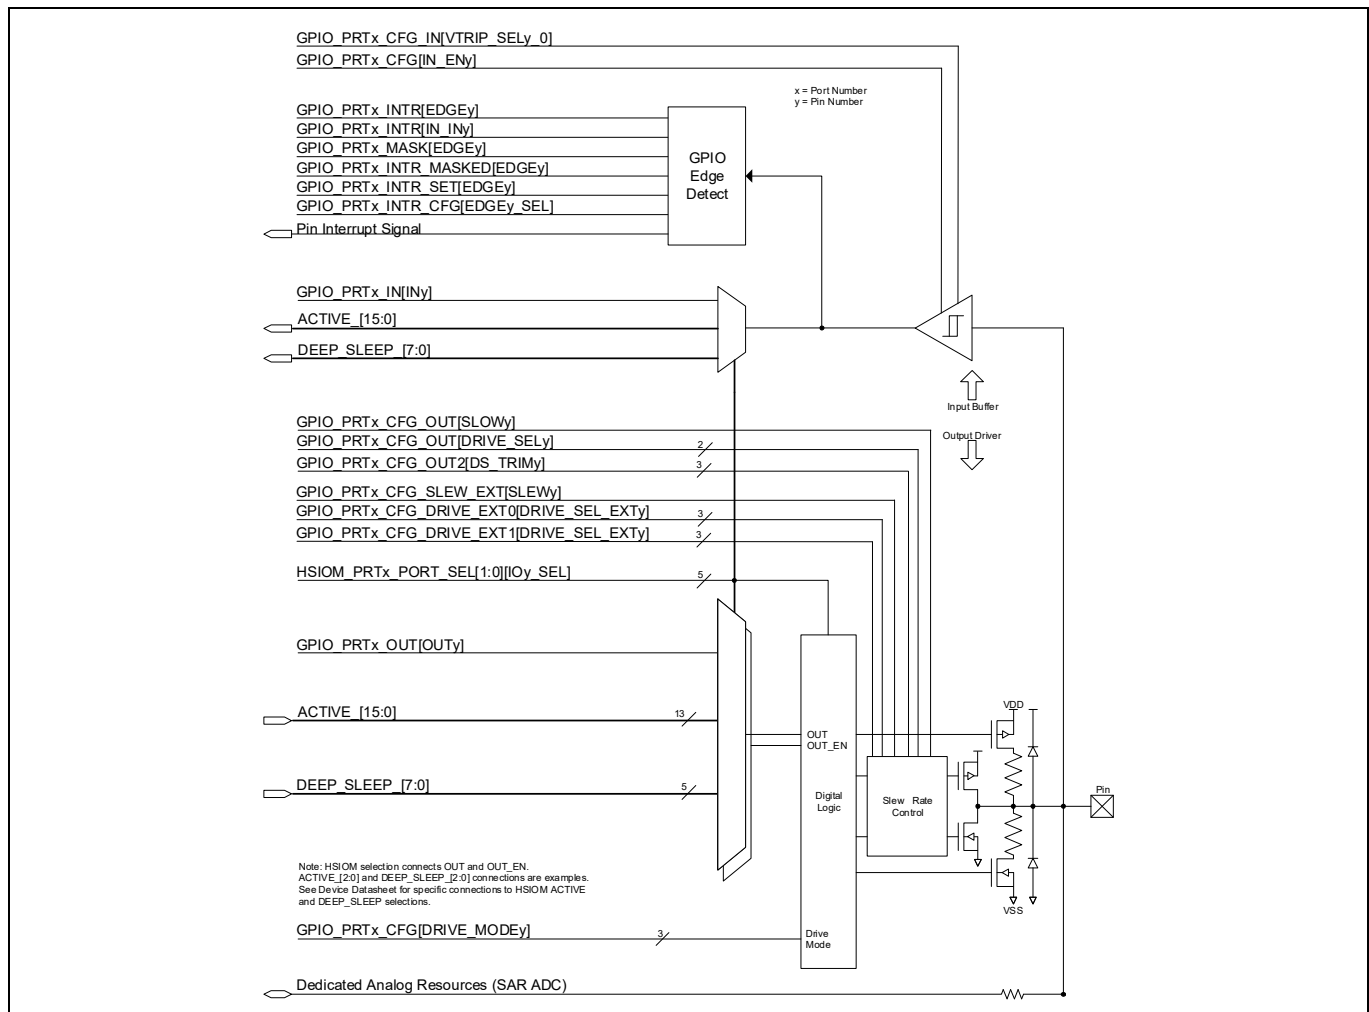 GPIO_PRTx_CFG_IN[VTRIP_SELy_0]
GPIO_PRTx_CFG[IN_ENy]
x = Port Number
y = Pin Number
GPIO_PRTx_INTR[EDGEy]
GPIO_PRTx_INTR[IN_INy]
GPIO_PRTx_MASK[EDGEy]
GPIO_PRTx_INTR_MASKED[EDGEy]
GPIO_PRTx_INTR_SET[EDGEy]
GPIO_PRTx_INTR_CFG[EDGEy_SEL]
Pin Interrupt Signal
GPIO
Edge
Detect
GPIO_PRTx_IN[INy]
ACTIVE_[15:0]
DEEP_SLEEP_[7:0]
Input Buffer
Output Driver
GPIO_PRTx_CFG_OUT[SLOWy]
GPIO_PRTx_CFG_OUT[DRIVE_SELy]
2
GPIO_PRTx_CFG_OUT2[DS_TRIMy]
3
GPIO_PRTx_CFG_SLEW_EXT[SLEWy]
GPIO_PRTx_CFG_DRIVE_EXT0[DRIVE_SEL_EXTy]
3
GPIO_PRTx_CFG_DRIVE_EXT1[DRIVE_SEL_EXTy]
3
HSIOM_PRTx_PORT_SEL[1:0][IOy_SEL]
5
GPIO_PRTx_OUT[OUTy]
ACTIVE_[15:0]
13
DEEP_SLEEP_[7:0]
5
OUT
OUT_EN
Digital
Logic
Drive
Mode
Slew Rate
Control
VDD
Pin
VSS
Note: HSIOM selection connects OUT and OUT_EN.
ACTIVE_[2:0] and DEEP_SLEEP_[2:0] connections are examples.
See Device Datasheet for specific connections to HSIOM ACTIVE
and DEEP_SLEEP selections.
GPIO_PRTx_CFG[DRIVE_MODEy]
3
Dedicated Analog Resources (SAR ADC)